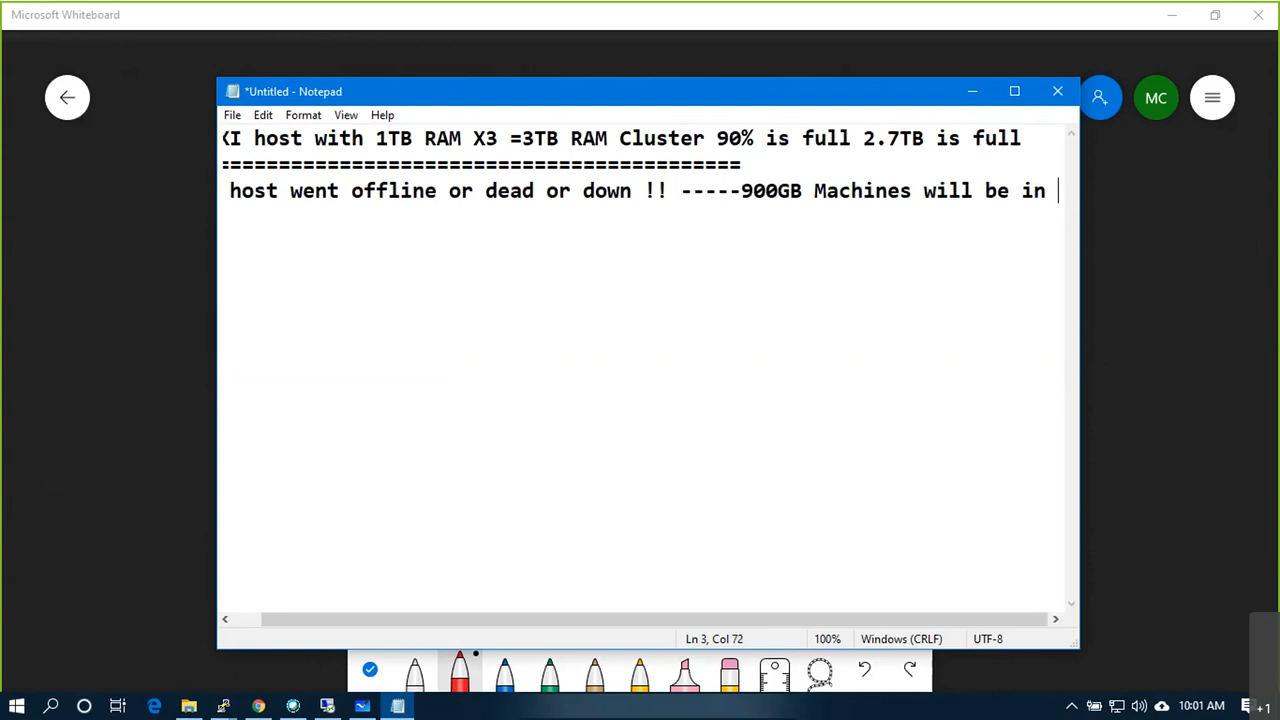 Microsoft Whiteboard
*Untitled - Notepad
MC
File Edit Format View Help
XI host with 1TB RAM X3 =3TB RAM Cluster 90% is full 2.7TB is full
===========================================
host went offline or dead or down !! -----900GB Machines will be in
Ln 3, Col 72 100% Windows (CRLF) UTF-8
10:01 AM
+1